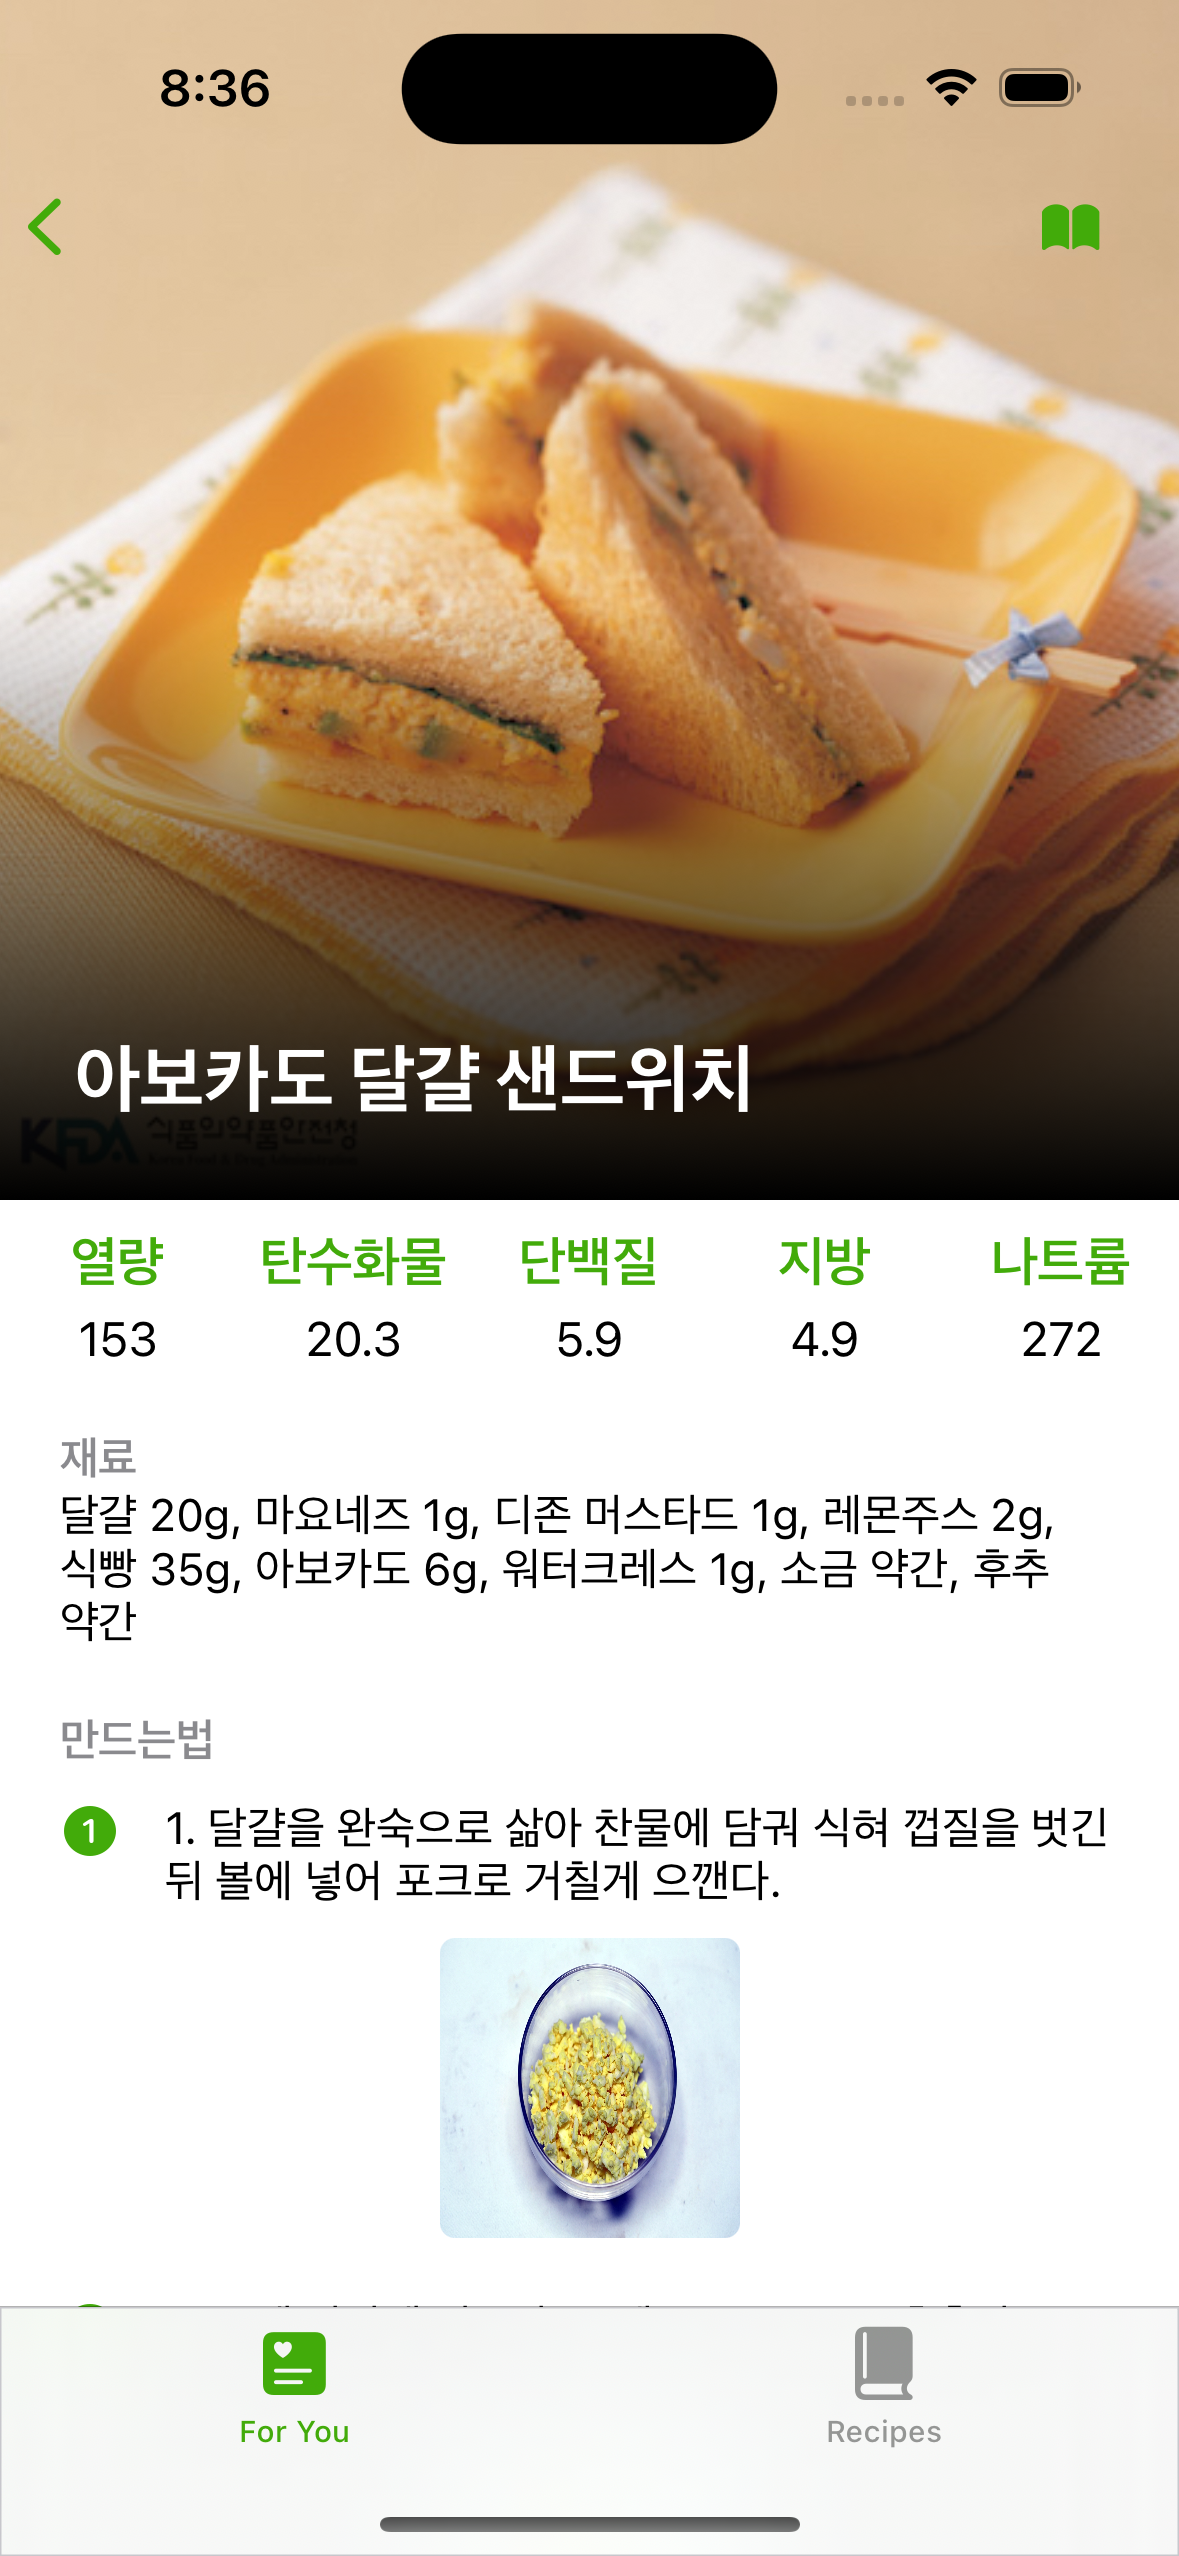 8:36
아보카도 달걀 샌드위치
KFDA 식품의약품안전청
열량 탄수화물 단백질 지방 나트륨
153 20.3 5.9 4.9 272
재료
달걀 20g, 마요네즈 1g, 디존 머스타드 1g, 레몬주스 2g,
식빵 35g, 아보카도 6g, 워터크레스 1g, 소금 약간, 후추
약간
만드는법
1 1. 달걀을 완숙으로 삶아 찬물에 담궈 식혀 껍질을 벗긴
뒤 볼에 넣어 포크로 거칠게 으깬다.
For You Recipes